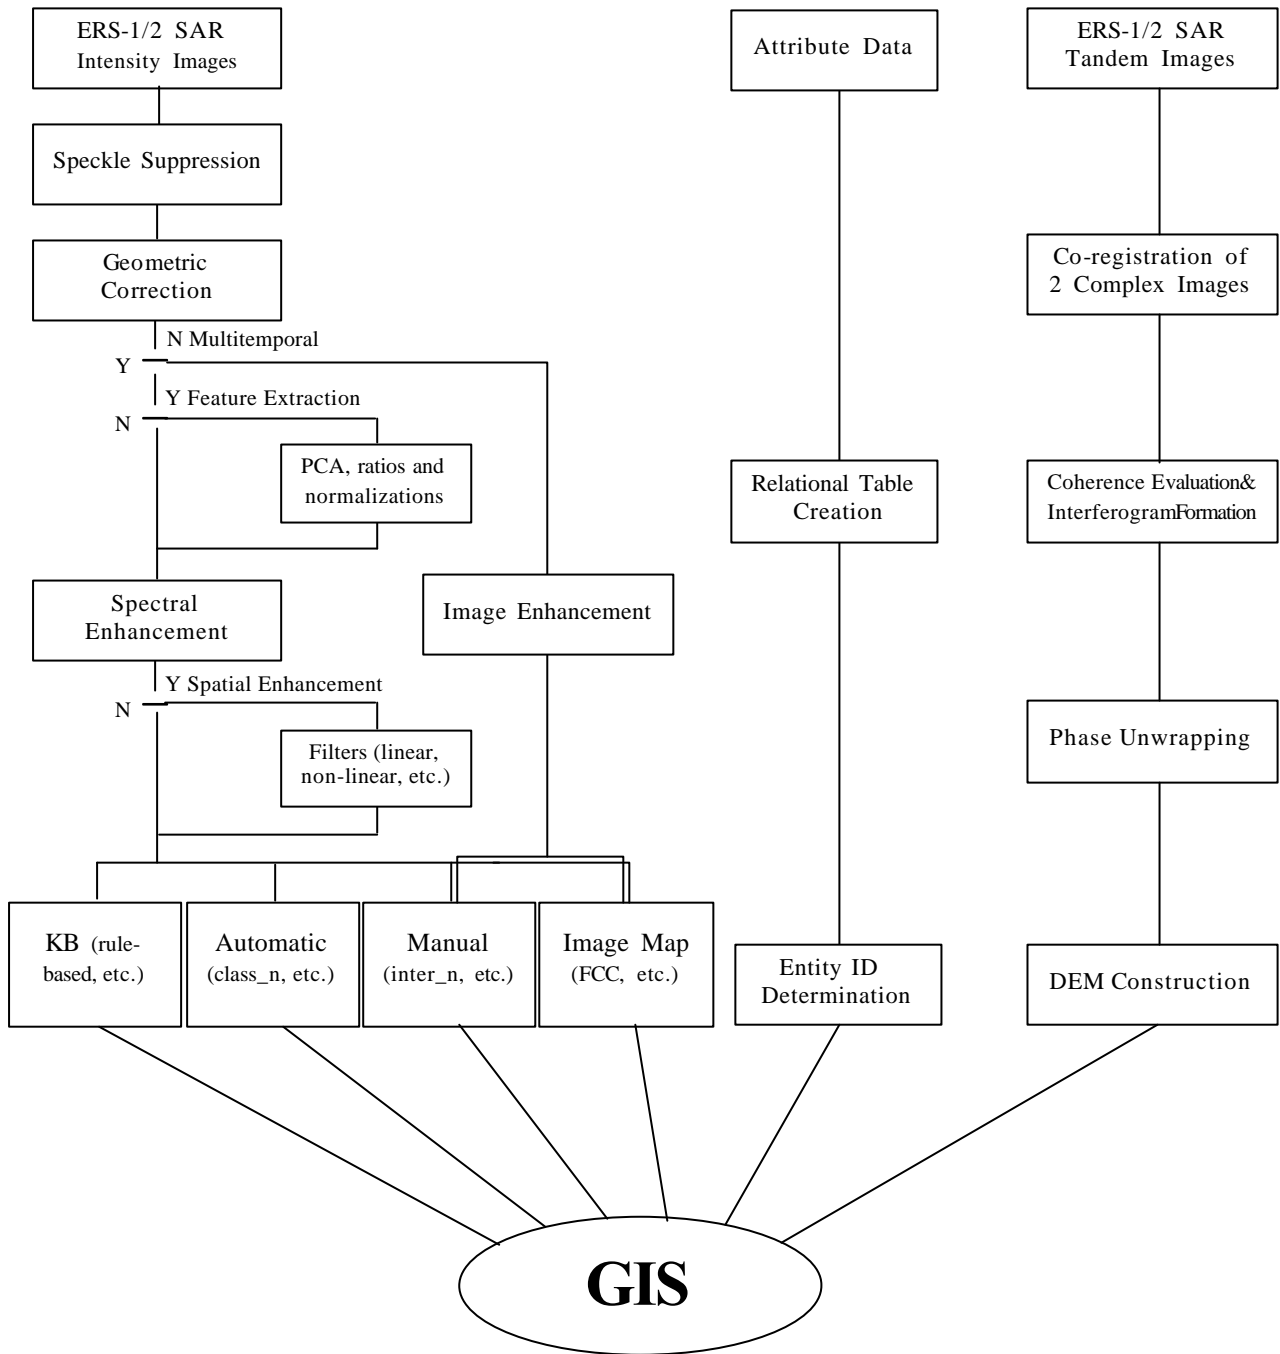 ERS-1/2 SAR
Intensity Images
Attribute Data
ERS-1/2 SAR
Tandem Images
Speckle Suppression
Geometric
Correction
Co-registration of
2 Complex Images
N Multitemporal
Y
Y Feature Extraction
N
PCA, ratios and
normalizations
Relational Table
Creation
Coherence Evaluation&
InterferogramFormation
Spectral
Enhancement
Image Enhancement
Y Spatial Enhancement
N
Filters (linear,
non-linear, etc.)
Phase Unwrapping
KB (rule-
based, etc.)
Automatic
(class_n, etc.)
Manual
(inter_n, etc.)
Image Map
(FCC, etc.)
Entity ID
Determination
DEM Construction
GIS